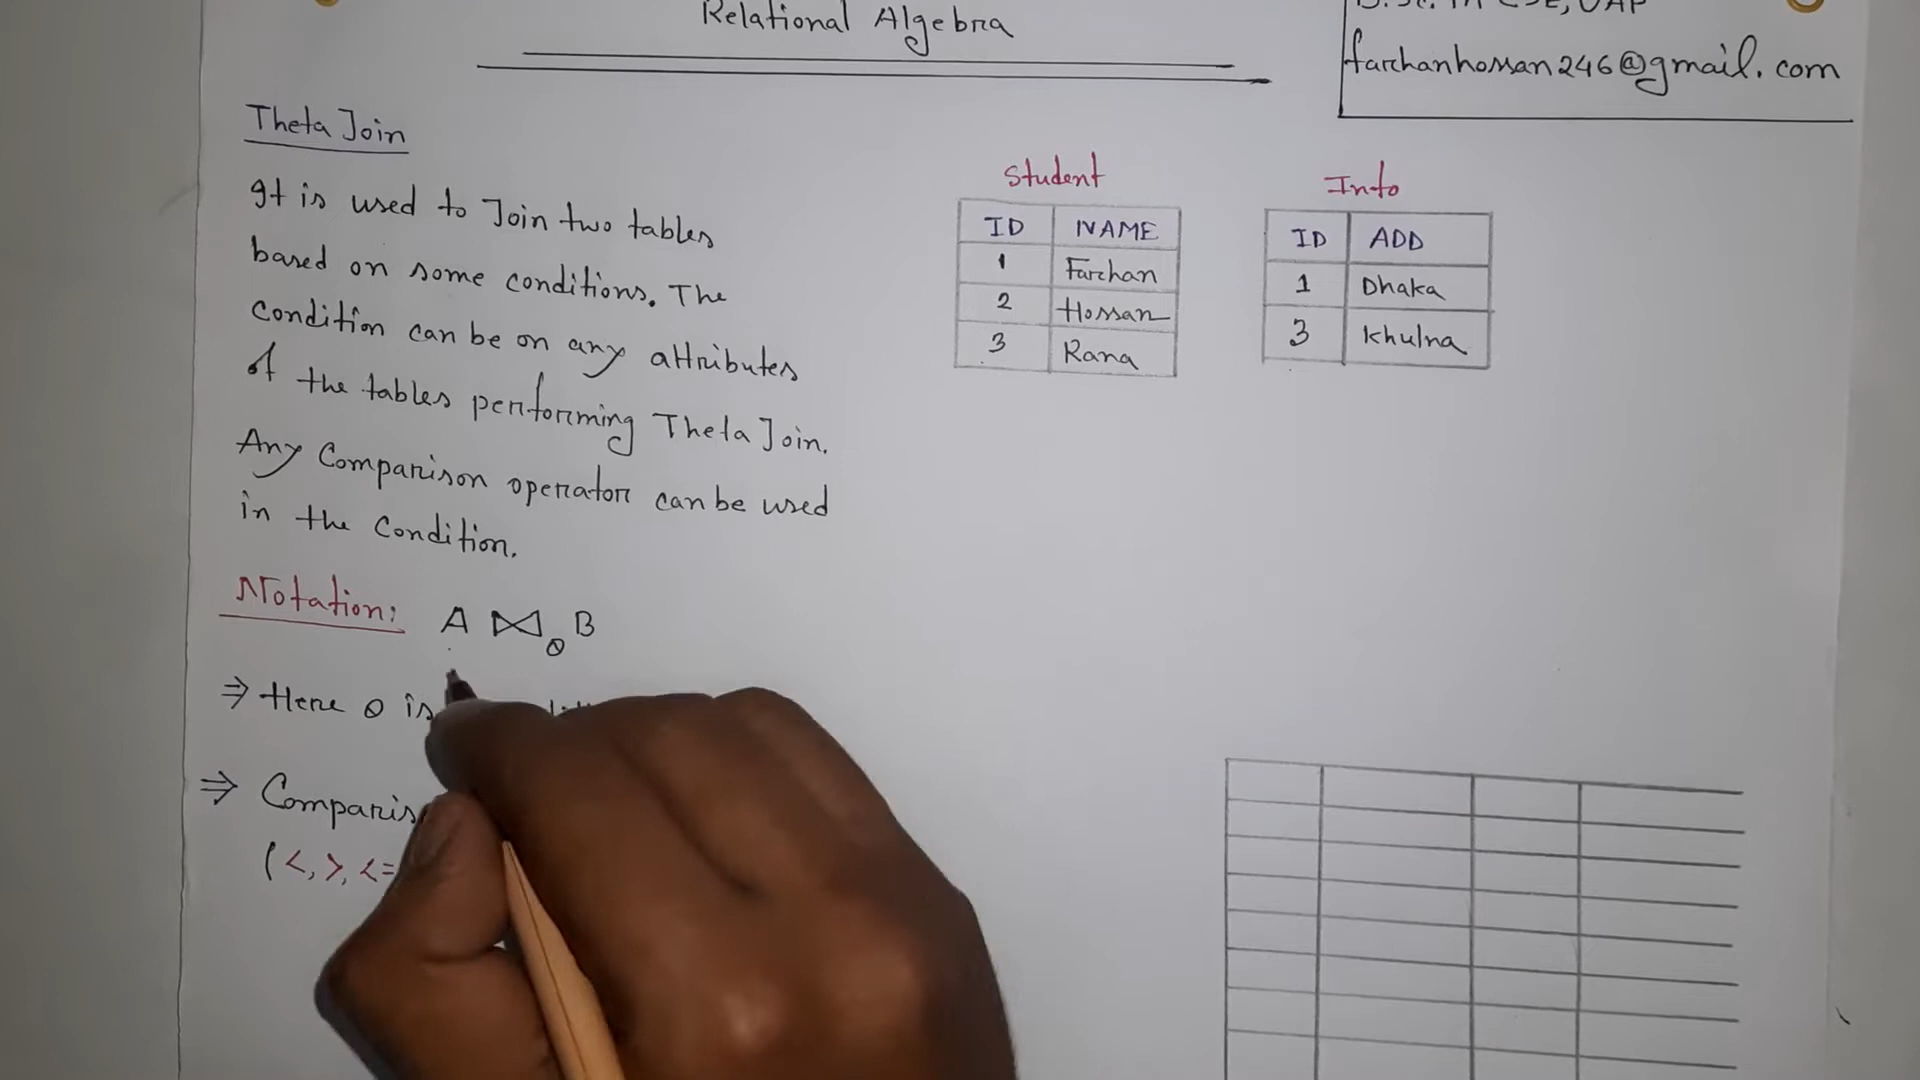 Relational Algebra
farhanhossan246@gmail.com
Theta Join
It is used to Join two tables
based on some conditions. The
Condition can be on any attributes
of the tables performing Theta Join.
Any Comparison operator can be used
in the Condition.
Notation: A ⋈θ B
⇒ Here θ is
⇒ Comparis
(<, >, <=
Student
ID NAME
1 Farhan
2 Hossan
3 Rana
Info
ID ADD
1 Dhaka
3 Khulna